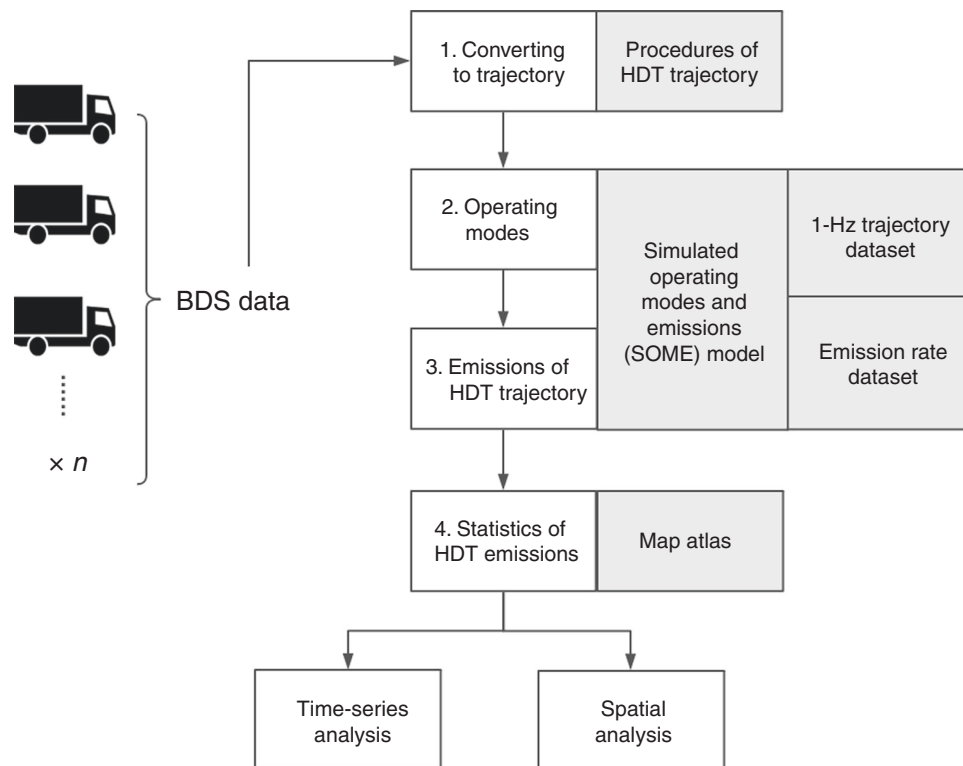 1. Converting
to trajectory
Procedures of
HDT trajectory
2. Operating
modes
Simulated
operating
modes and
emissions
(SOME) model
1-Hz trajectory
dataset
BDS data
3. Emissions of
HDT trajectory
Emission rate
dataset
× n
4. Statistics of
HDT emissions
Map atlas
Time-series
analysis
Spatial
analysis